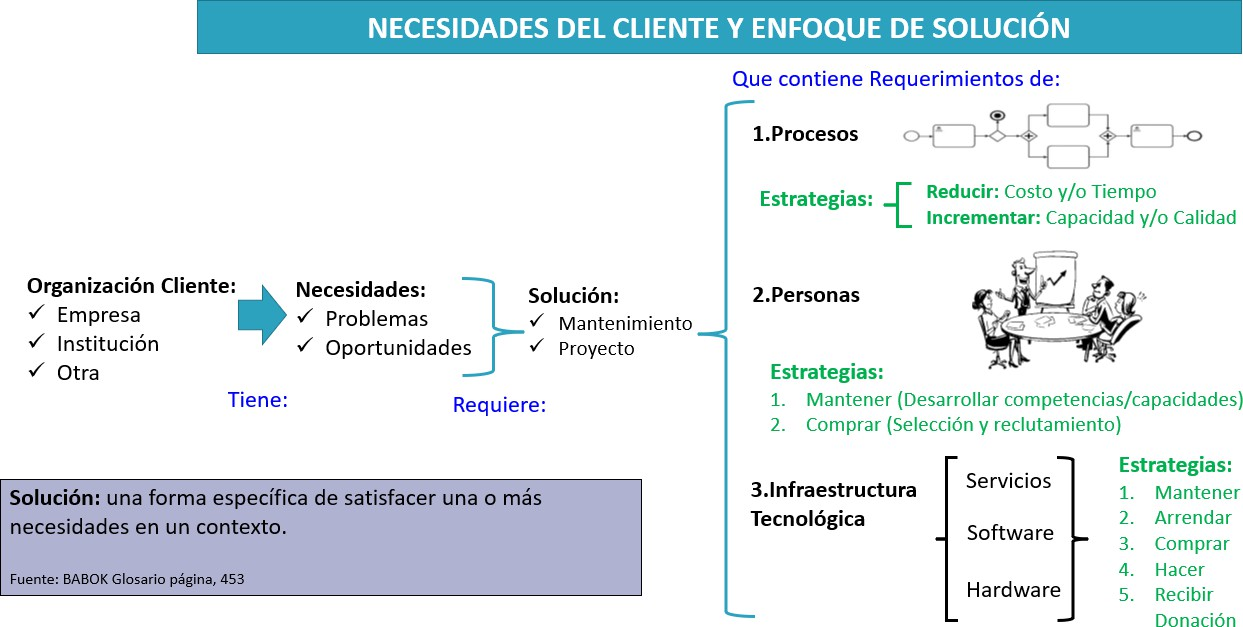 NECESIDADES DEL CLIENTE Y ENFOQUE DE SOLUCIÓN
Organización Cliente:
✓ Empresa
✓ Institución
✓ Otra
Tiene:
Necesidades:
✓ Problemas
✓ Oportunidades
Requiere:
Solución:
✓ Mantenimiento
✓ Proyecto
Que contiene Requerimientos de:
1.Procesos
Estrategias:
Reducir: Costo y/o Tiempo
Incrementar: Capacidad y/o Calidad
2.Personas
Estrategias:
1. Mantener (Desarrollar competencias/capacidades)
2. Comprar (Selección y reclutamiento)
3.Infraestructura
Tecnológica
Servicios
Software
Hardware
Estrategias:
1. Mantener
2. Arrendar
3. Comprar
4. Hacer
5. Recibir
Donación
Solución: una forma específica de satisfacer una o más
necesidades en un contexto.
Fuente: BABOK Glosario página, 453